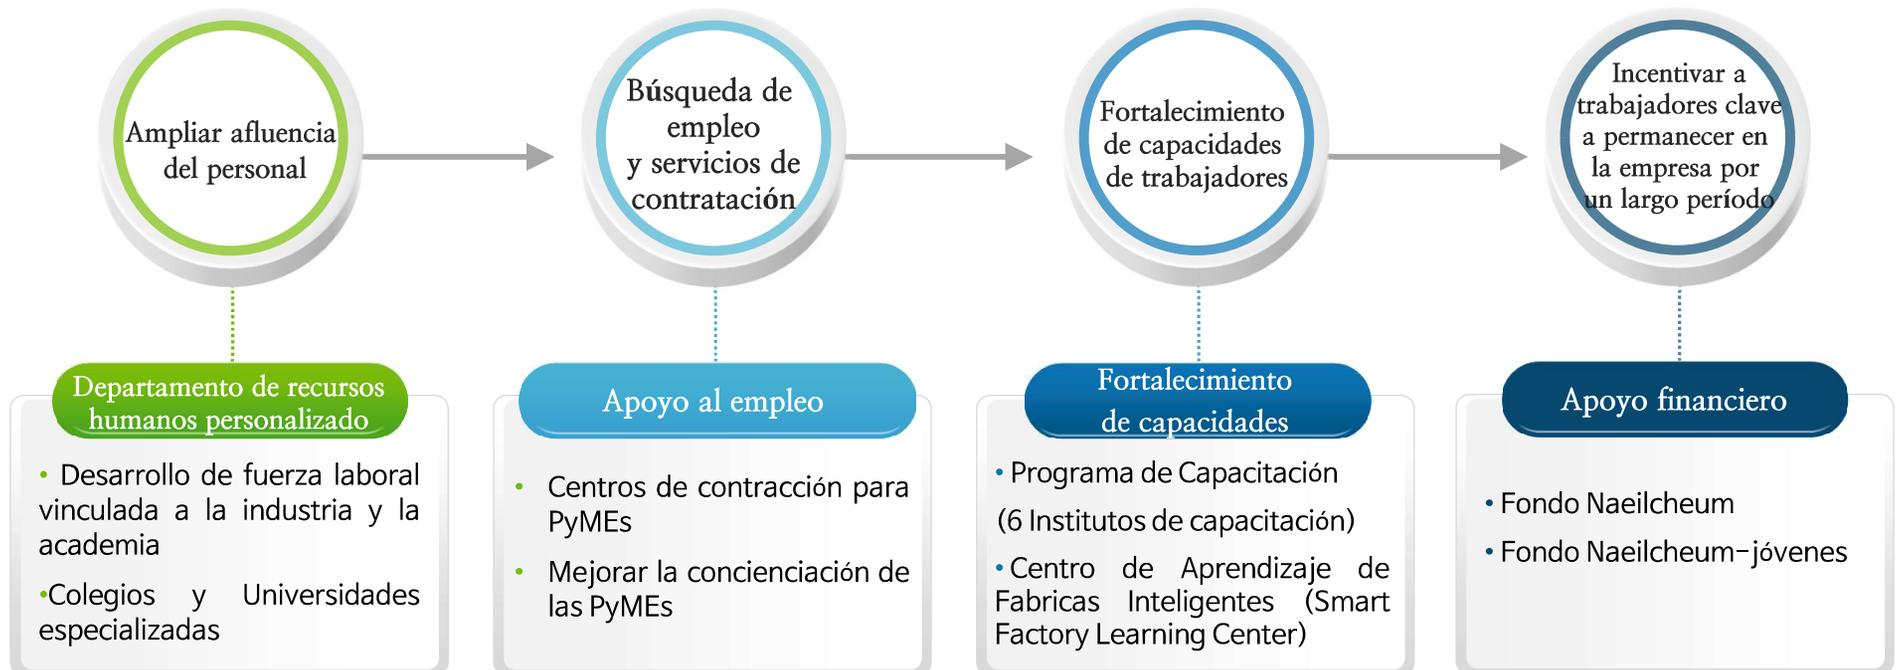 Ampliar afluencia
del personal
Búsqueda de
empleo
y servicios de
contratación
Fortalecimiento
de capacidades
de trabajadores
Incentivar a
trabajadores clave
a permanecer en
la empresa por
un largo período
Departamento de recursos
humanos personalizado
• Desarrollo de fuerza laboral
vinculada a la industria y la
academia
•Colegios y Universidades
especializadas
Apoyo al empleo
• Centros de contracción para
PyMEs
• Mejorar la concienciación de
las PyMEs
Fortalecimiento
de capacidades
• Programa de Capacitación
(6 Institutos de capacitación)
• Centro de Aprendizaje de
Fabricas Inteligentes (Smart
Factory Learning Center)
Apoyo financiero
• Fondo Naeilcheum
• Fondo Naeilcheum-jóvenes